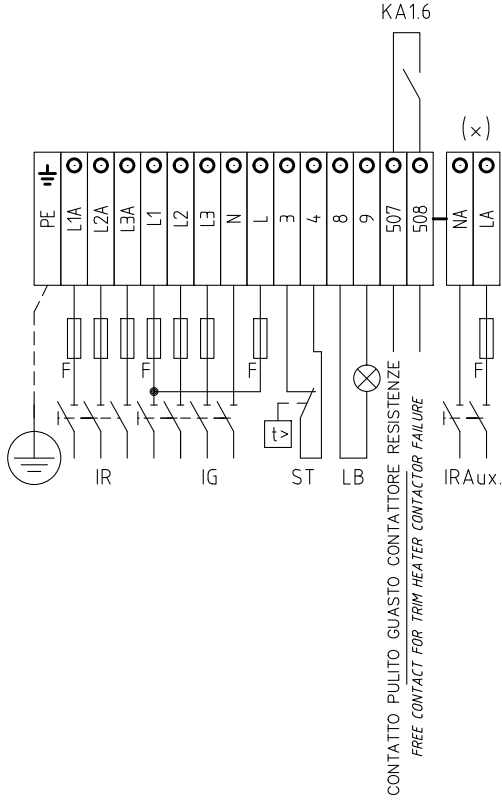 KA1.6
(x)
PE
L1A
L2A
L3A
L1
L2
L3
N
L
3
4
8
9
507
508
NA
LA
F
F
F
F
t>
IR
IG
ST
LB
IRAux.
CONTATTO PULITO GUASTO CONTATTORE RESISTENZE
FREE CONTACT FOR TRIM HEATER CONTACTOR FAILURE